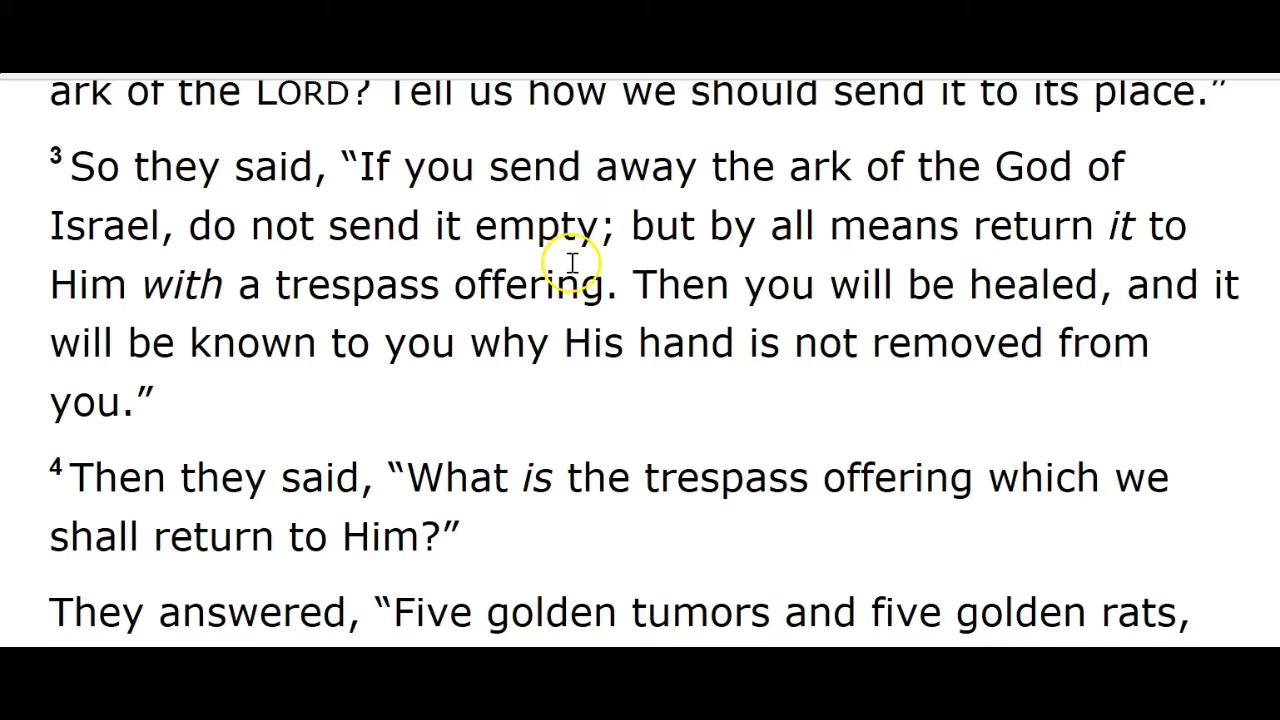 ark of the LORD? Tell us how we should send it to its place.”
3 So they said, “If you send away the ark of the God of
Israel, do not send it empty; but by all means return it to
Him with a trespass offering. Then you will be healed, and it
will be known to you why His hand is not removed from
you.”
4 Then they said, “What is the trespass offering which we
shall return to Him?”
They answered, “Five golden tumors and five golden rats,